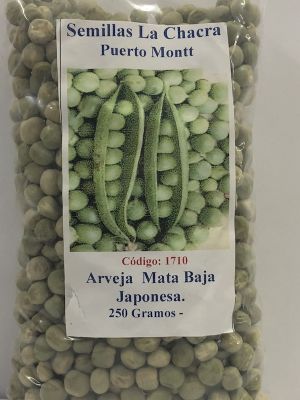 Semillas La Chacra
Puerto Montt
Código: 1710
Arveja Mata Baja
Japonesa.
250 Gramos -